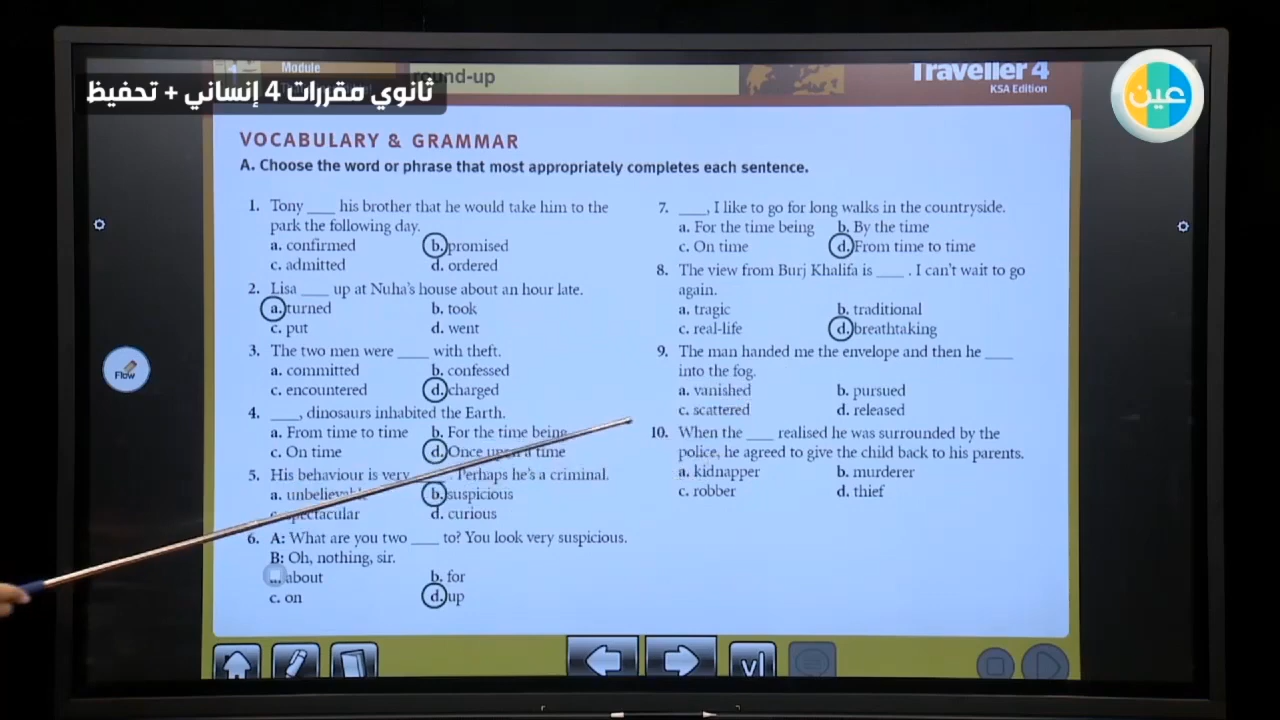 ثانوي مقررات 4 إنساني + تحفيظ
عين
Module
round-up
Traveller 4
KSA Edition
VOCABULARY & GRAMMAR
A. Choose the word or phrase that most appropriately completes each sentence.
1. Tony ____ his brother that he would take him to the
park the following day.
a. confirmed b. promised
c. admitted d. ordered
2. Lisa ____ up at Nuha's house about an hour late.
a. turned b. took
c. put d. went
3. The two men were ____ with theft.
a. committed b. confessed
c. encountered d. charged
4. ____, dinosaurs inhabited the Earth.
a. From time to time b. For the time being
c. On time d. Once upon a time
5. His behaviour is very ____. Perhaps he's a criminal.
a. unbelievable b. suspicious
c. spectacular d. curious
6. A: What are you two ____ to? You look very suspicious.
B: Oh, nothing, sir.
about b. for
c. on d. up
7. ____, I like to go for long walks in the countryside.
a. For the time being b. By the time
c. On time d. From time to time
8. The view from Burj Khalifa is ____ . I can't wait to go
again.
a. tragic b. traditional
c. real-life d. breathtaking
9. The man handed me the envelope and then he ____
into the fog.
a. vanished b. pursued
c. scattered d. released
10. When the ____ realised he was surrounded by the
police, he agreed to give the child back to his parents.
a. kidnapper b. murderer
c. robber d. thief
Flow